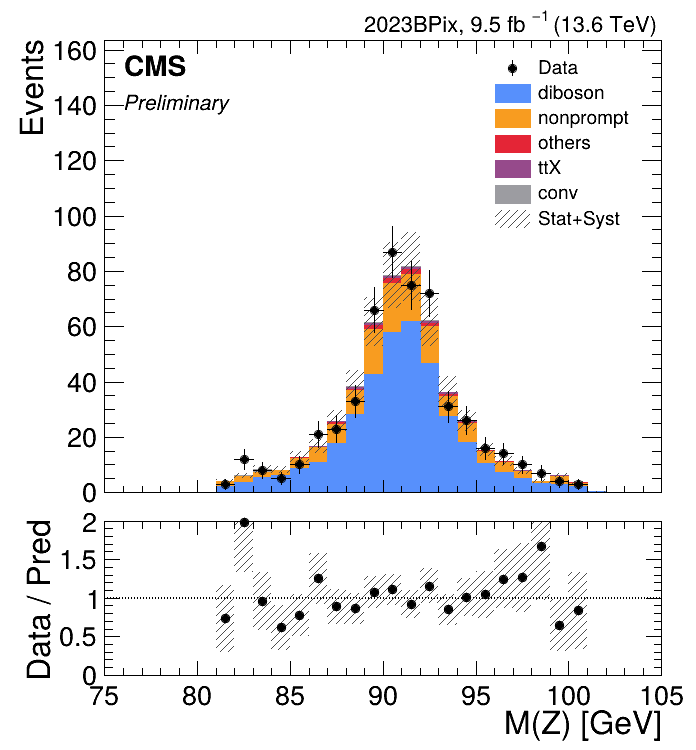 2023BPix, 9.5 fb⁻¹ (13.6 TeV)
Events
160
140
120
100
80
60
40
20
0
CMS
Preliminary
Data
diboson
nonprompt
others
ttX
conv
Stat+Syst
Data / Pred
2
1.5
1
0.5
0
75 80 85 90 95 100 105
M(Z) [GeV]